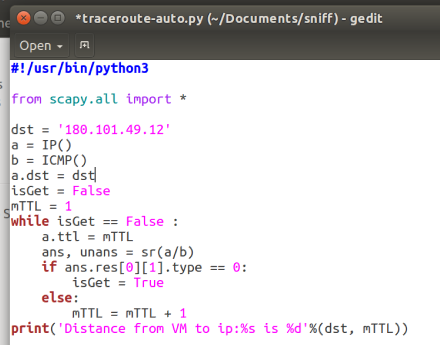 *traceroute-auto.py (~/Documents/sniff) - gedit
Open
#!/usr/bin/python3
from scapy.all import *
dst = '180.101.49.12'
a = IP()
b = ICMP()
a.dst = dst
isGet = False
mTTL = 1
while isGet == False :
    a.ttl = mTTL
    ans, unans = sr(a/b)
    if ans.res[0][1].type == 0:
        isGet = True
    else:
        mTTL = mTTL + 1
print('Distance from VM to ip:%s is %d'%(dst, mTTL))